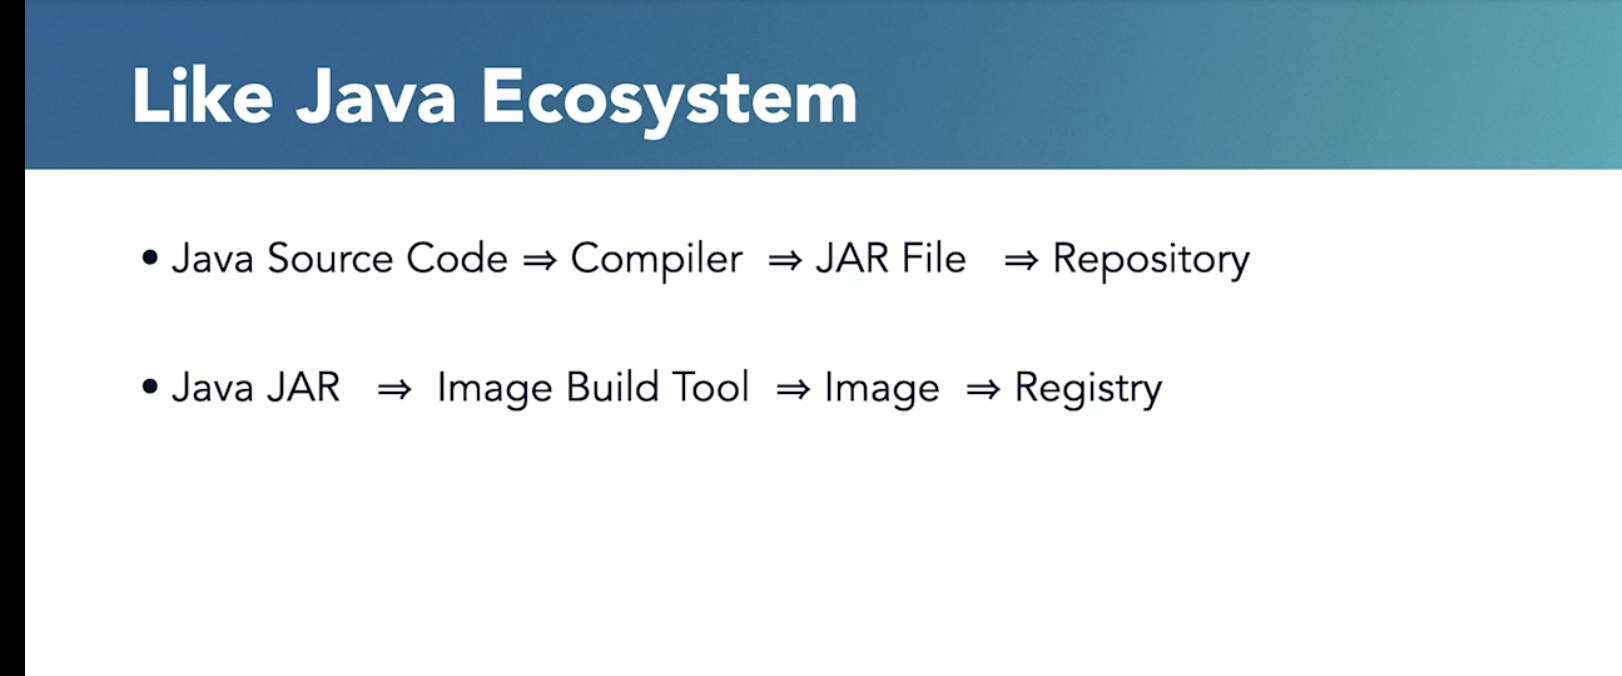 Like Java Ecosystem
• Java Source Code ⇒ Compiler ⇒ JAR File ⇒ Repository
• Java JAR ⇒ Image Build Tool ⇒ Image ⇒ Registry